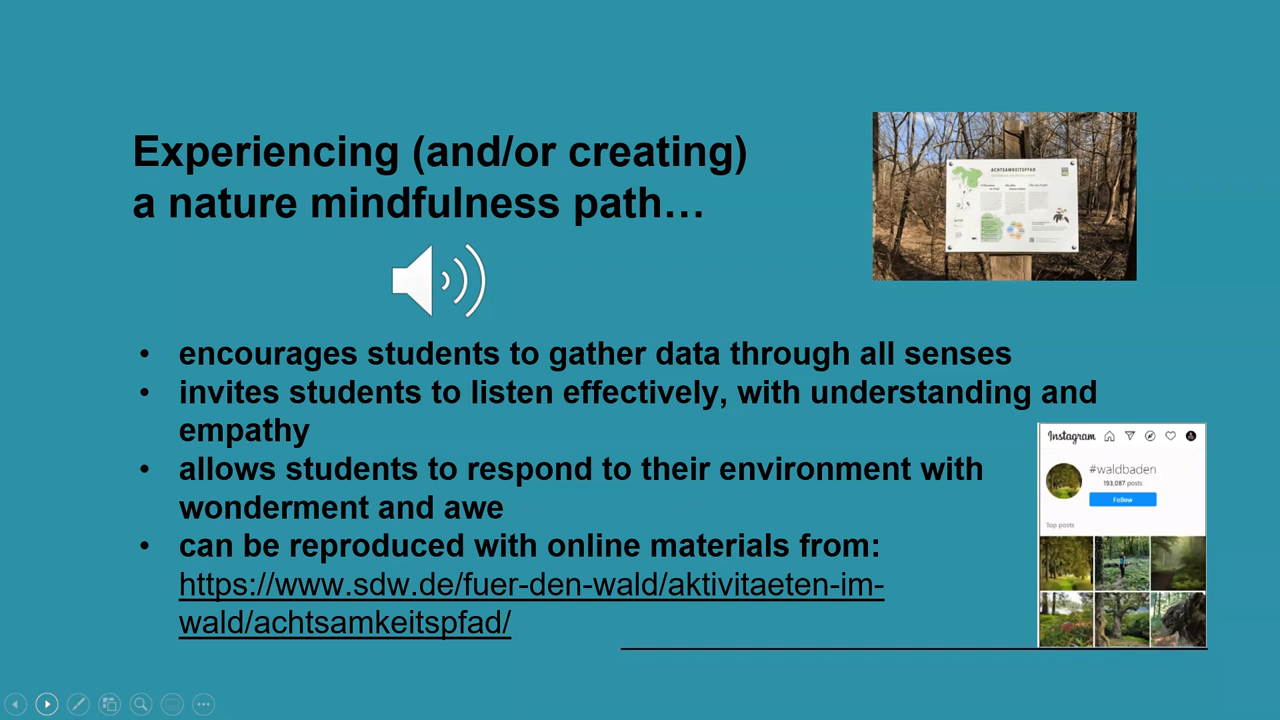 Experiencing (and/or creating)
a nature mindfulness path…
ACHTSAMKEITSPFAD
• encourages students to gather data through all senses
• invites students to listen effectively, with understanding and
empathy
• allows students to respond to their environment with
wonderment and awe
• can be reproduced with online materials from:
https://www.sdw.de/fuer-den-wald/aktivitaeten-im-
wald/achtsamkeitspfad/
Instagram
#waldbaden
193,087 posts
Follow
Top posts